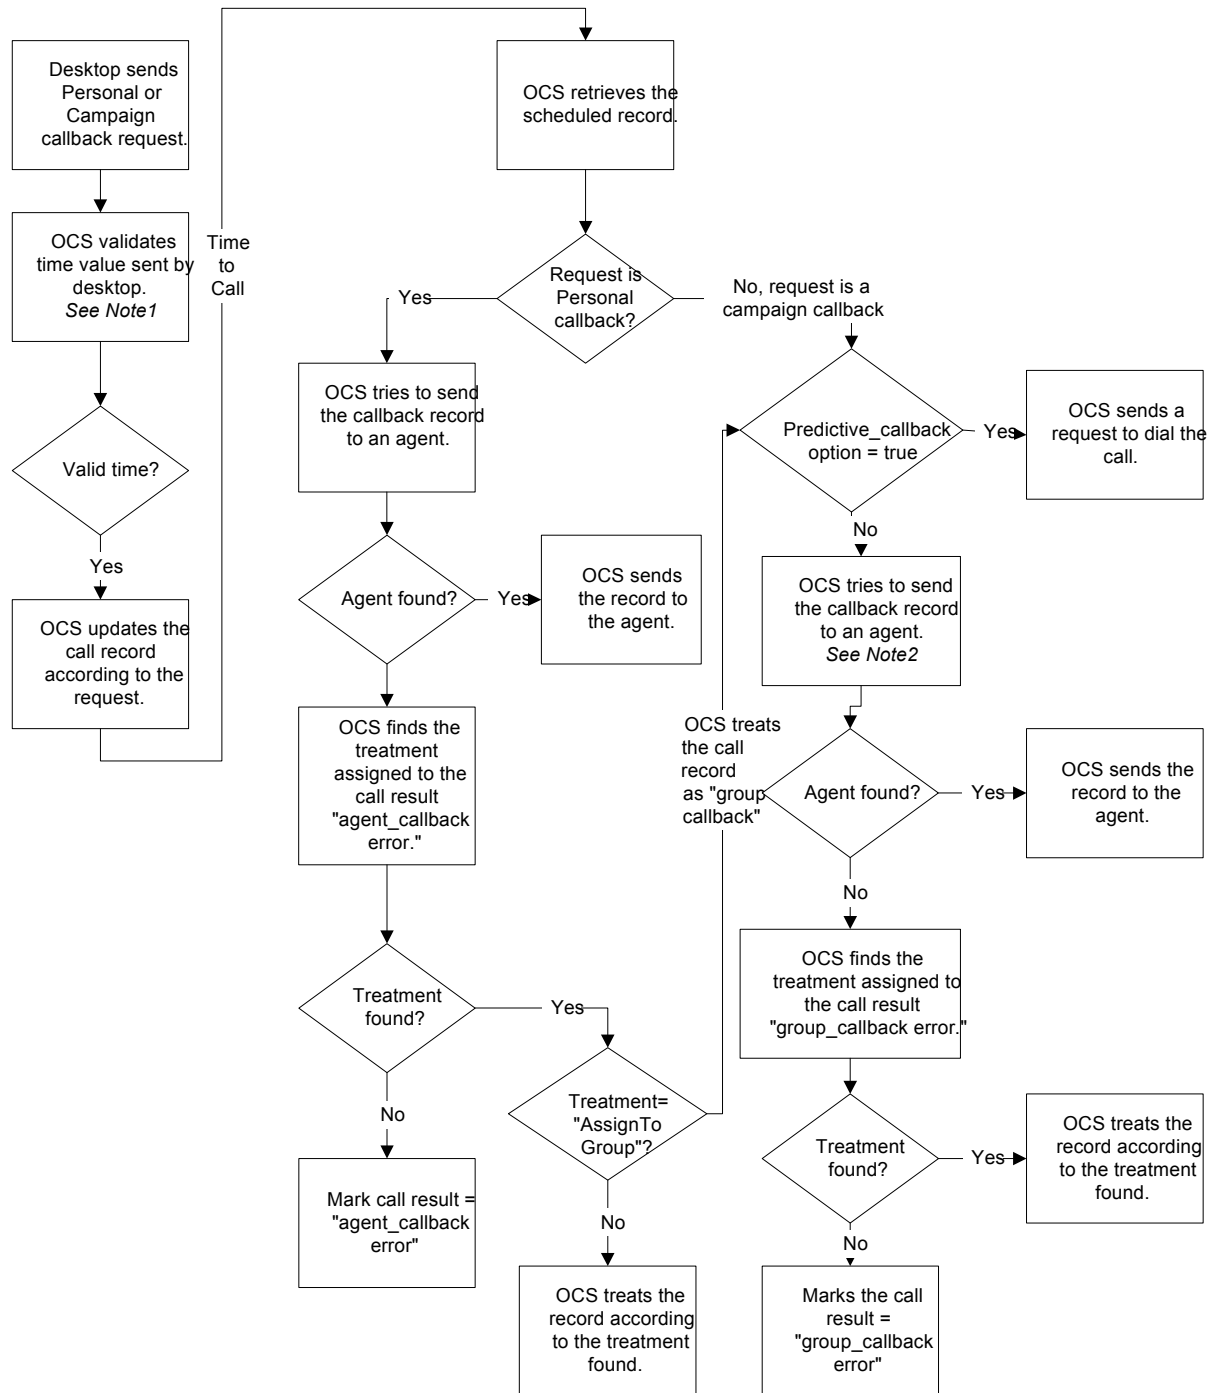 Desktop sends
Personal or
Campaign
callback request.
OCS validates
time value sent by
desktop.
See Note1
Valid time?
Yes
OCS updates the
call record
according to the
request.
Time
to
Call
OCS retrieves the
scheduled record.
Request is
Personal
callback?
Yes
No, request is a
campaign callback
OCS tries to send
the callback record
to an agent.
Agent found?
Yes
OCS sends
the record to
the agent.
OCS finds the
treatment
assigned to the
call result
"agent_callback
error."
Treatment
found?
Yes
No
Mark call result =
"agent_callback
error"
Treatment=
"AssignTo
Group"?
No
OCS treats the
record according
to the treatment
found.
OCS treats
the call
record
as "group
callback"
Predictive_callback
option = true
Yes
OCS sends a
request to dial the
call.
No
OCS tries to send
the callback record
to an agent.
See Note2
Agent found?
Yes
OCS sends the
record to the
agent.
No
OCS finds the
treatment assigned to
the call result
"group_callback error."
Treatment
found?
Yes
OCS treats the
record according
to the treatment
found.
No
Marks the call
result =
"group_callback
error"